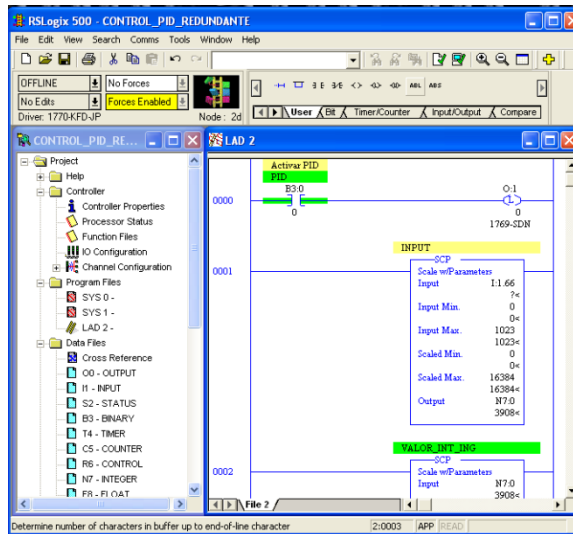 RSLogix 500 - CONTROL_PID_REDUNDANTE
File Edit View Search Comms Tools Window Help
OFFLINE No Forces
No Edits Forces Enabled
Driver: 1770-KFD-JP Node : 2d
ABL ABS
User Bit Timer/Counter Input/Output Compare
CONTROL_PID_RE...
Project
Help
Controller
Controller Properties
Processor Status
Function Files
IO Configuration
Channel Configuration
Program Files
SYS 0 -
SYS 1 -
LAD 2 -
Data Files
Cross Reference
O0 - OUTPUT
I1 - INPUT
S2 - STATUS
B3 - BINARY
T4 - TIMER
C5 - COUNTER
R6 - CONTROL
N7 - INTEGER
F8 - FLOAT
LAD 2
Activar PID
PID
B3:0 O:1
0000
L
0 0
1769-SDN
INPUT
SCP
0001
Scale w/Parameters
Input I:1.66
?<
Input Min. 0
0<
Input Max. 1023
1023<
Scaled Min. 0
0<
Scaled Max. 16384
16384<
Output N7:0
3908<
VALOR_INT_ING
SCP
0002
Scale w/Parameters
Input N7:0
3908<
File 2
Determine number of characters in buffer up to end-of-line character 2:0003 APP READ